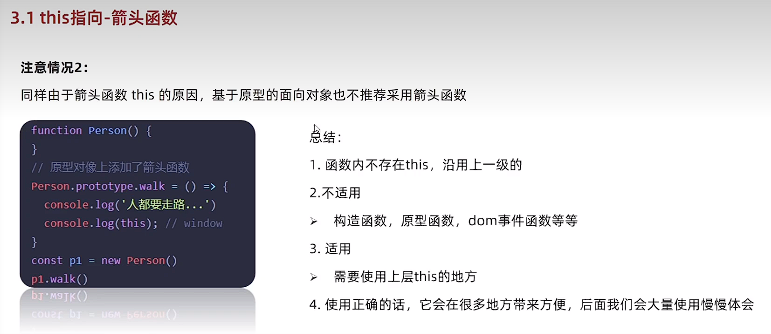 3.1 this指向-箭头函数
注意情况2：
同样由于箭头函数 this 的原因，基于原型的面向对象也不推荐采用箭头函数
function Person() {
}
// 原型对像上添加了箭头函数
Person.prototype.walk = () => {
console.log('人都要走路...')
console.log(this); // window
}
const p1 = new Person()
p1.walk()
总结：
1. 函数内不存在this，沿用上一级的
2.不适用
➢ 构造函数，原型函数，dom事件函数等等
3. 适用
➢ 需要使用上层this的地方
4. 使用正确的话，它会在很多地方带来方便，后面我们会大量使用慢慢体会